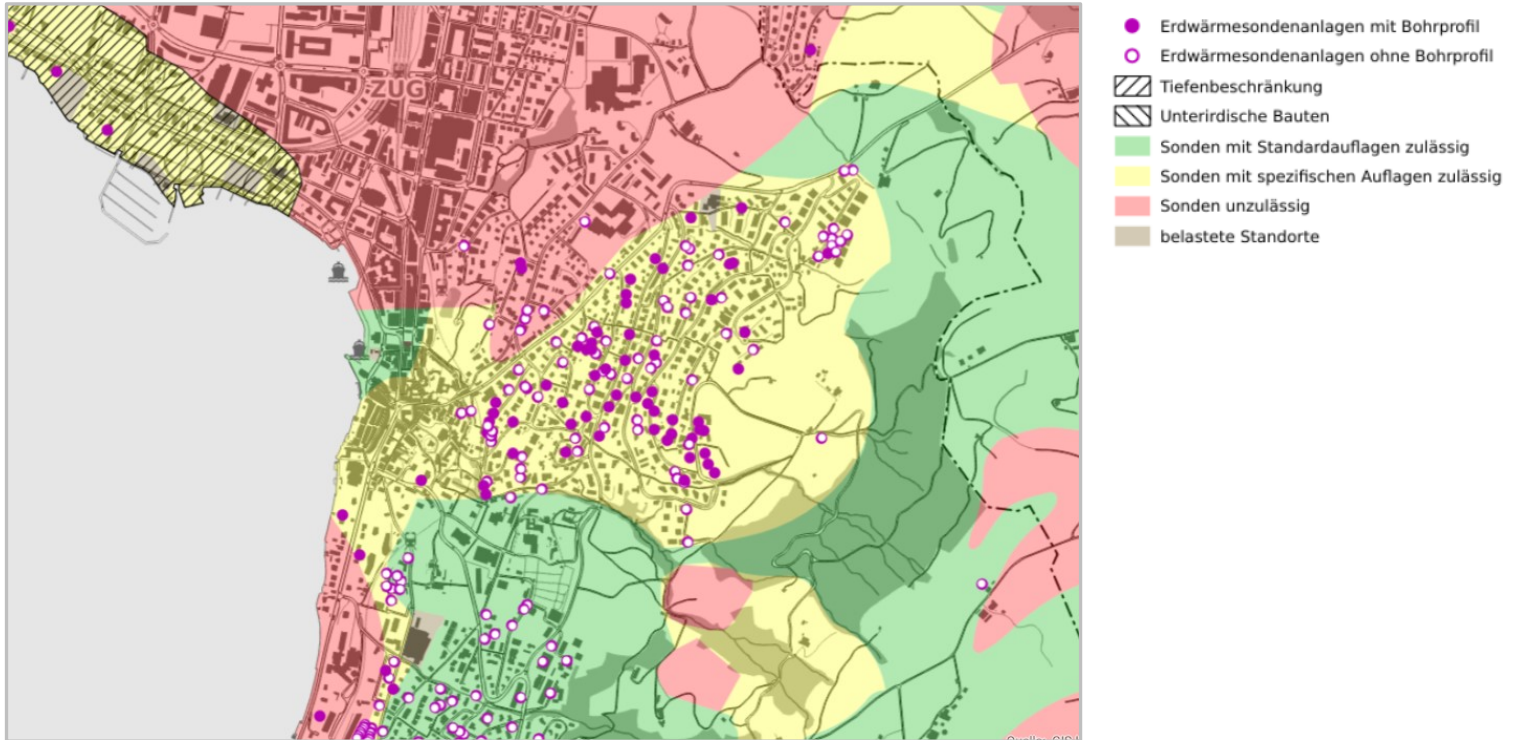 ZUG
Erdwärmesondenanlagen mit Bohrprofil
Erdwärmesondenanlagen ohne Bohrprofil
Tiefenbeschränkung
Unterirdische Bauten
Sonden mit Standardauflagen zulässig
Sonden mit spezifischen Auflagen zulässig
Sonden unzulässig
belastete Standorte